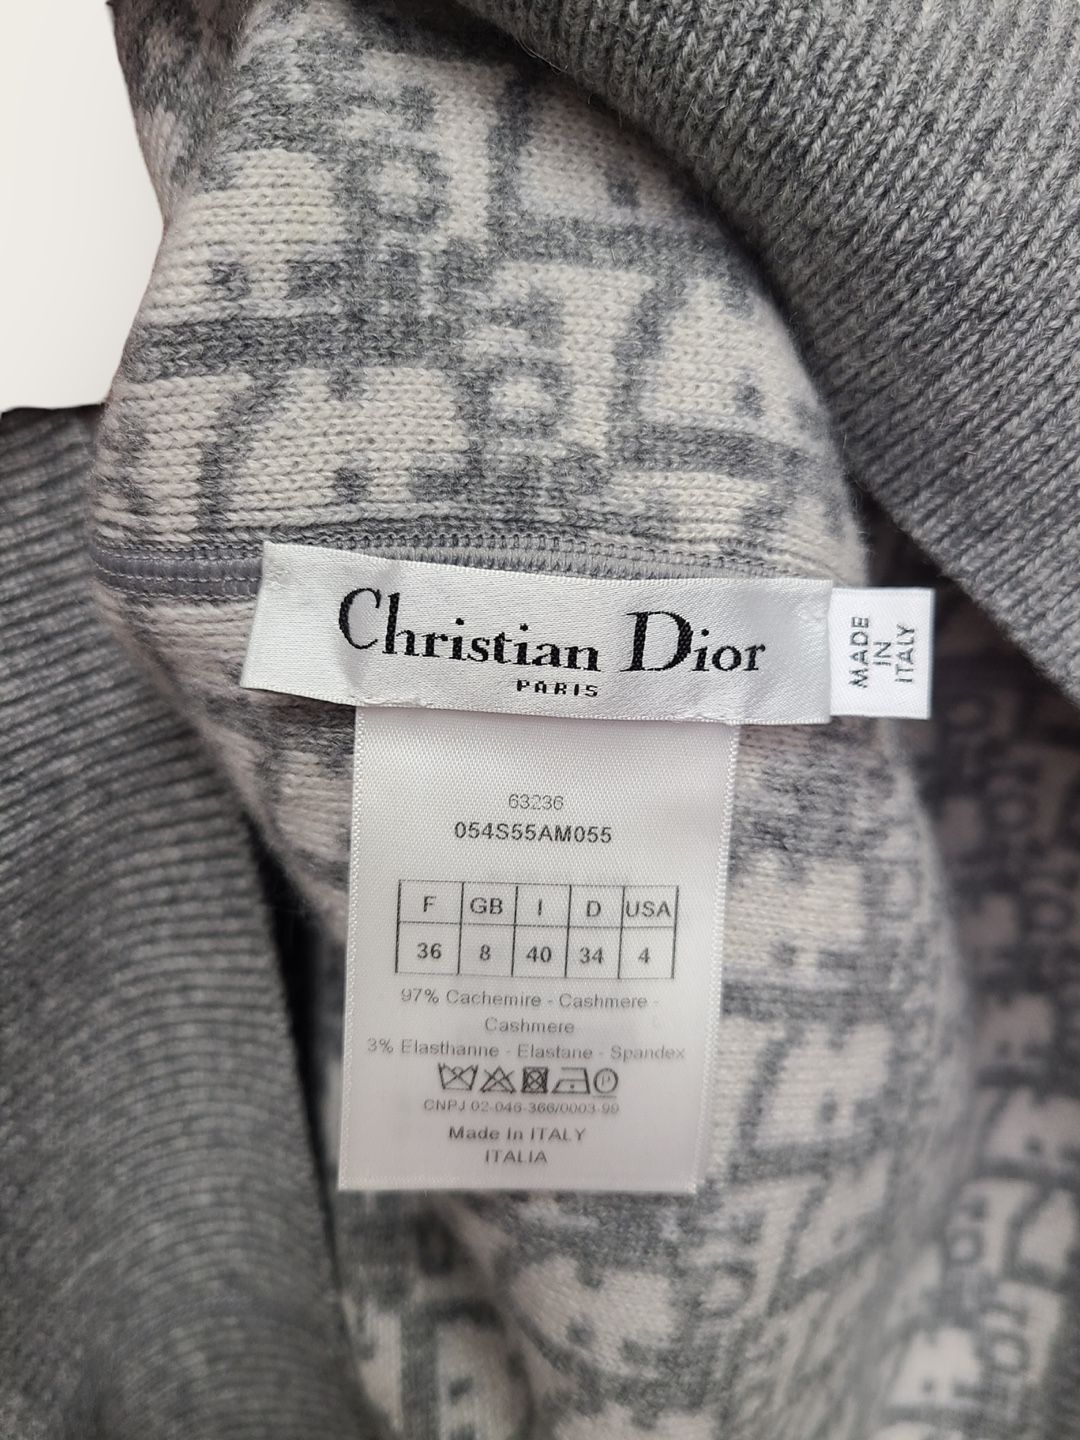 Christian Dior
PARIS
MADE
IN
ITALY
63236
054S55AM055
F GB I D USA
36 8 40 34 4
97% Cachemire - Cashmere -
Cashmere
3% Elasthanne - Elastane - Spandex
P
CNPJ 02-046-366/0003-99
Made In ITALY
ITALIA